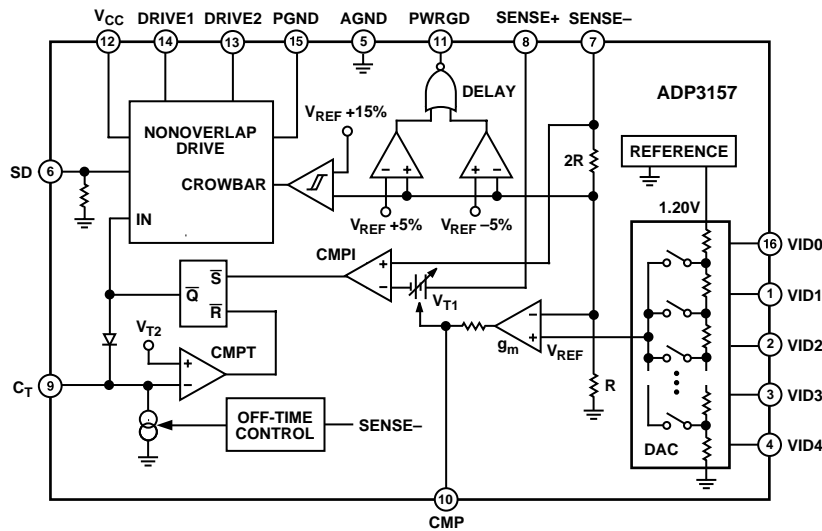 VCC DRIVE1 DRIVE2 PGND AGND PWRGD SENSE+ SENSE–
12 14 13 15 5 11 8 7
DELAY
ADP3157
VREF +15%
NONOVERLAP
DRIVE
REFERENCE
2R
SD 6
CROWBAR
– + + –
1.20V
IN
VREF +5% VREF –5%
16 VID0
CMPI
+
–
S
Q
R
VT1
1 VID1
VT2
–
+
gm
VREF
CMPT
+
–
2 VID2
CT 9
R
3 VID3
OFF-TIME
CONTROL
SENSE–
DAC
4 VID4
10
CMP